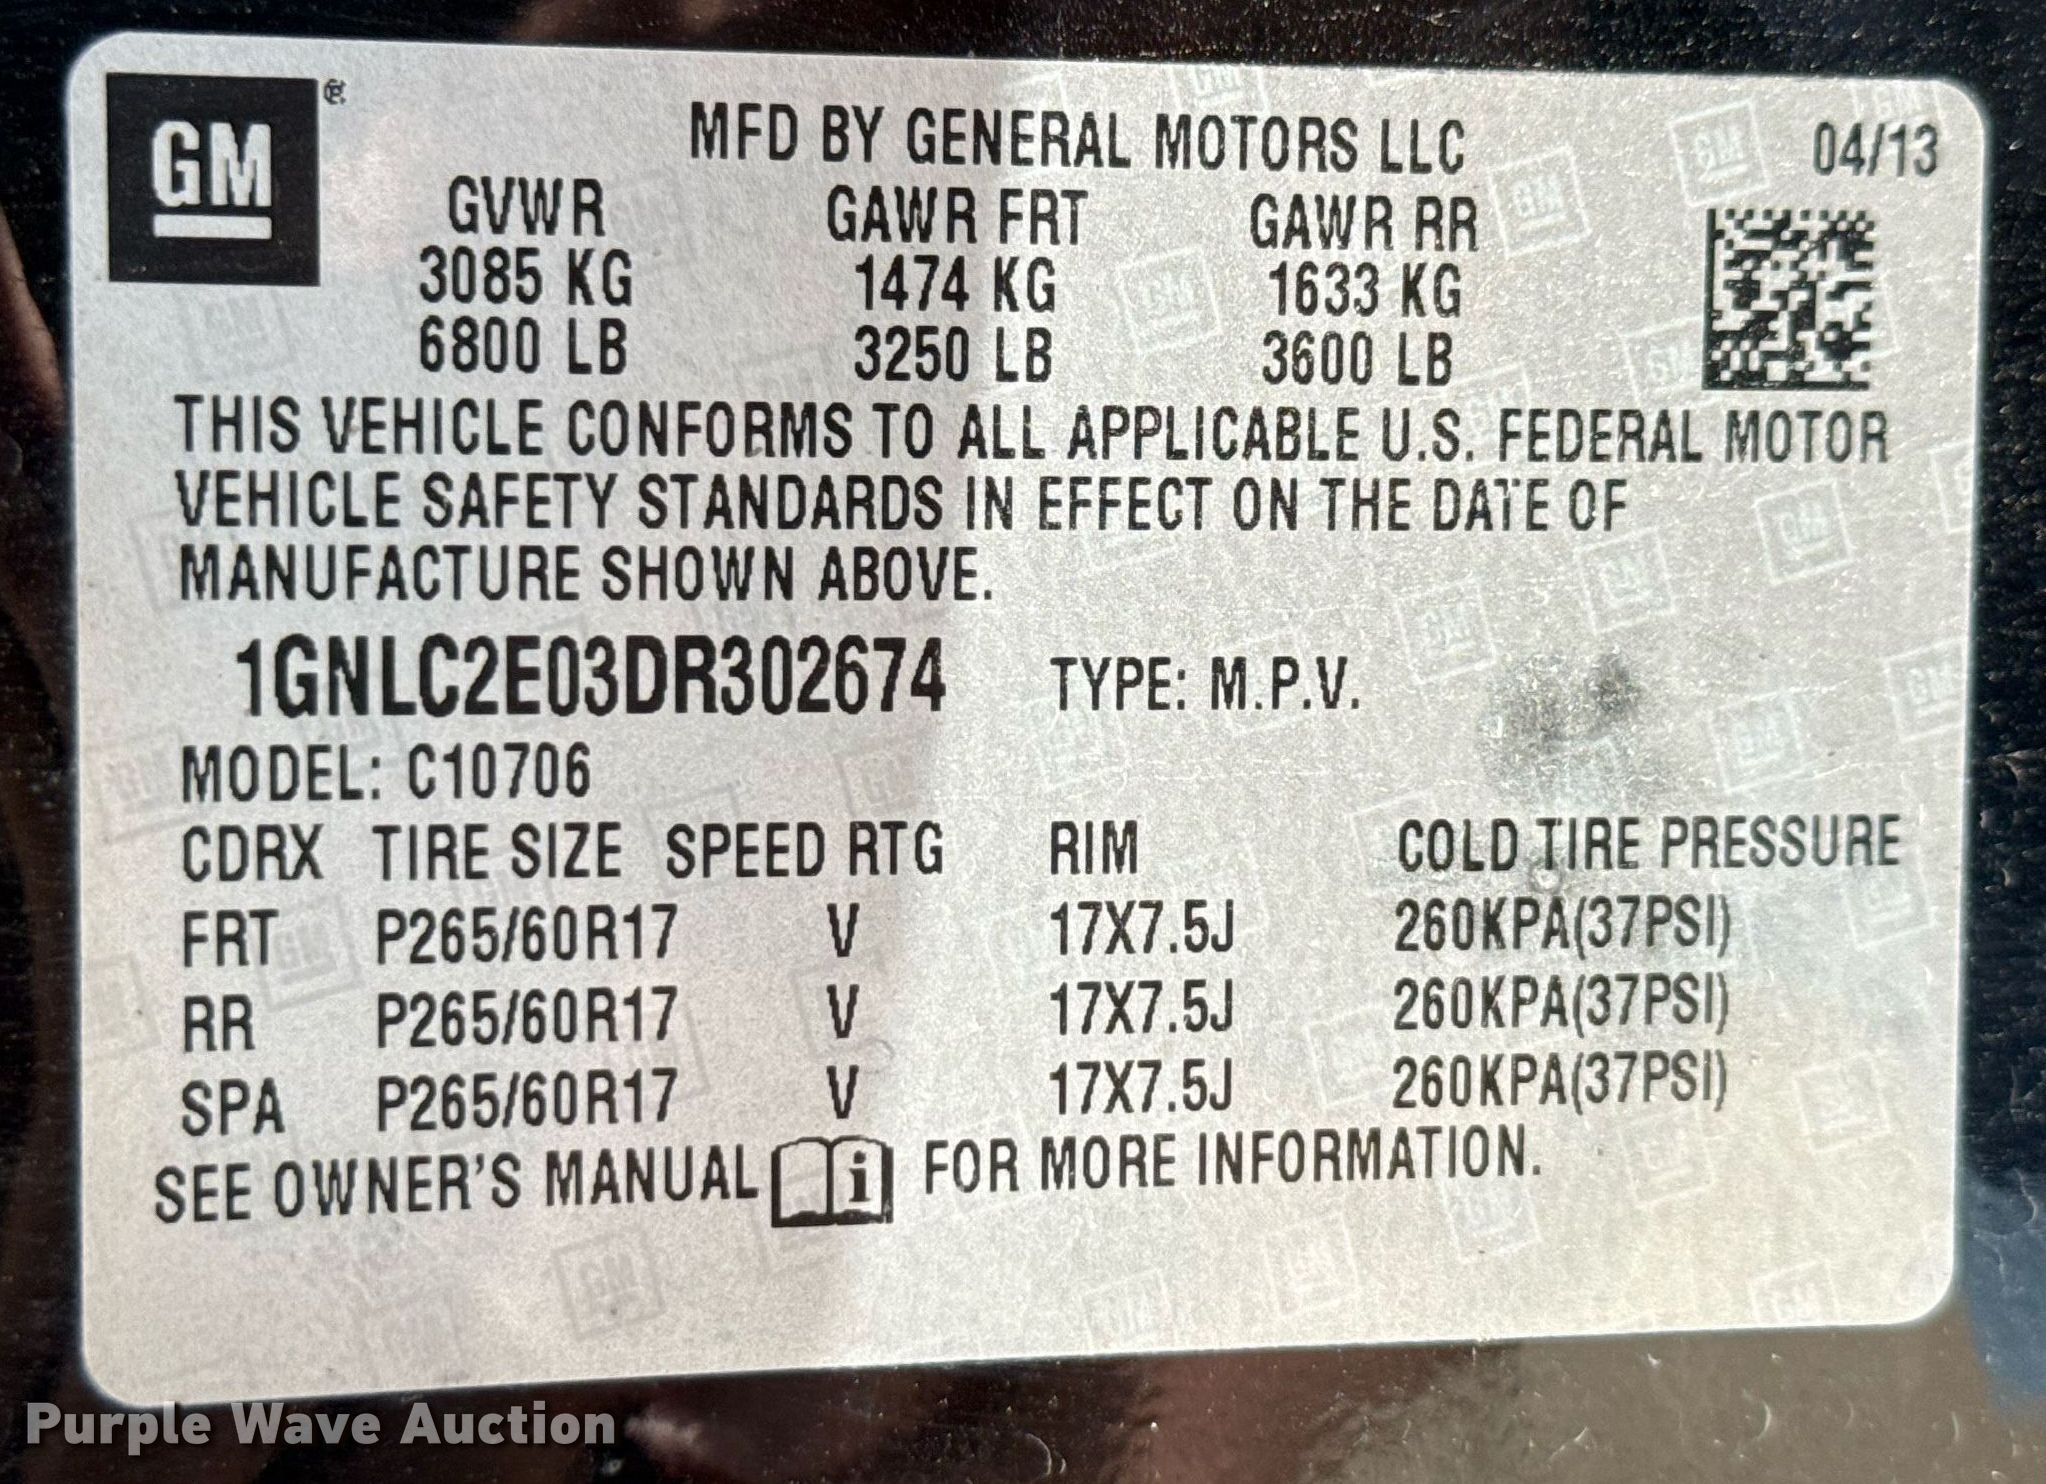 GM®
MFD BY GENERAL MOTORS LLC 04/13
GVWR GAWR FRT GAWR RR
3085 KG 1474 KG 1633 KG
6800 LB 3250 LB 3600 LB
THIS VEHICLE CONFORMS TO ALL APPLICABLE U.S. FEDERAL MOTOR
VEHICLE SAFETY STANDARDS IN EFFECT ON THE DATE OF
MANUFACTURE SHOWN ABOVE.
1GNLC2E03DR302674 TYPE: M.P.V.
MODEL: C10706
CDRX TIRE SIZE SPEED RTG RIM COLD TIRE PRESSURE
FRT P265/60R17 V 17X7.5J 260KPA(37PSI)
RR P265/60R17 V 17X7.5J 260KPA(37PSI)
SPA P265/60R17 V 17X7.5J 260KPA(37PSI)
SEE OWNER'S MANUAL i FOR MORE INFORMATION.
Purple Wave Auction